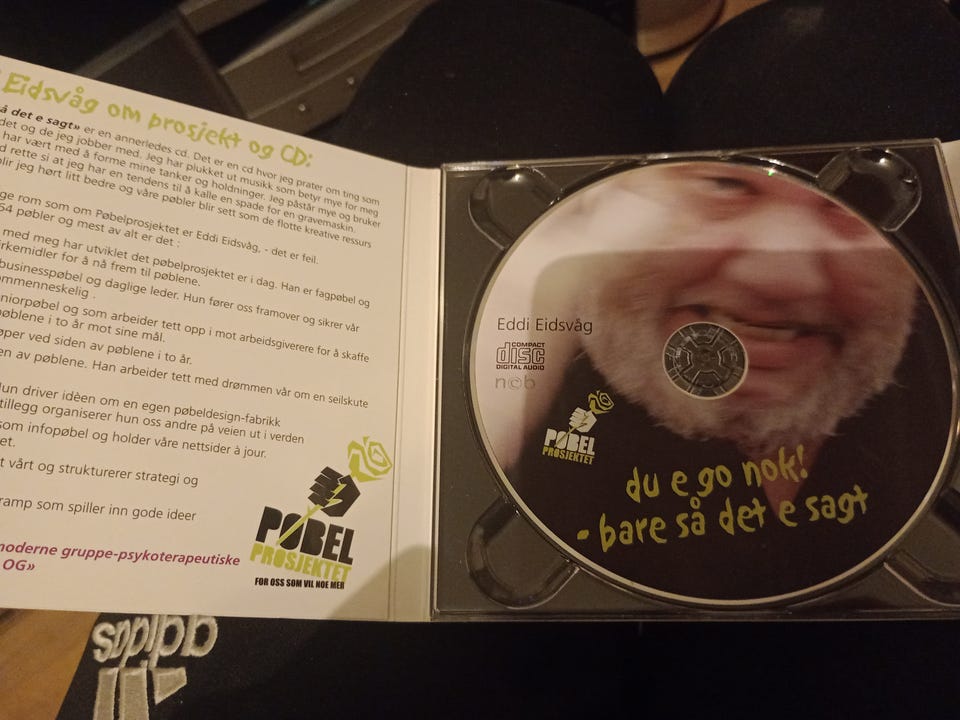 Eidsvåg om prosjekt og CD:
å det e sagt» er en annerledes cd. Det er en cd hvor jeg prater om ting som
det og de jeg jobber med. Jeg har plukket ut musikk som betyr mye for meg
har vært med å forme mine tanker og holdninger. Jeg påstår mye og bruker
d rette si at jeg har en tendens til å kalle en spade for en gravemaskin.
blir jeg hørt litt bedre og våre pøbler blir sett som de flotte kreative ressurs
ge rom som om Pøbelprosjektet er Eddi Eidsvåg, - det er feil.
54 pøbler og mest av alt er det :
med meg har utviklet det pøbelprosjektet er i dag. Han er fagpøbel og
irkemidler for å nå frem til pøblene.
businesspøbel og daglige leder. Hun fører oss framover og sikrer vår
ommenneskelig .
niorpøbel og som arbeider tett opp i mot arbeidsgiverere for å skaffe
øblene i to år mot sine mål.
øper ved siden av pøblene i to år.
en av pøblene. Han arbeider tett med drømmen vår om en seilskute
Hun driver idèen om en egen pøbeldesign-fabrikk
tillegg organiserer hun oss andre på veien ut i verden
som infopøbel og holder våre nettsider å jour.
et.
t vårt og strukturerer strategi og
ramp som spiller inn gode ideer
moderne gruppe-psykoterapeutiske
OG»
PØBEL
PROSJEKTET
FOR OSS SOM VIL NOE MER
Eddi Eidsvåg
COMPACT
disc
DIGITAL AUDIO
n©b
PØBEL
PROSJEKTET
du e go nok!
- bare så det e sagt
adidas